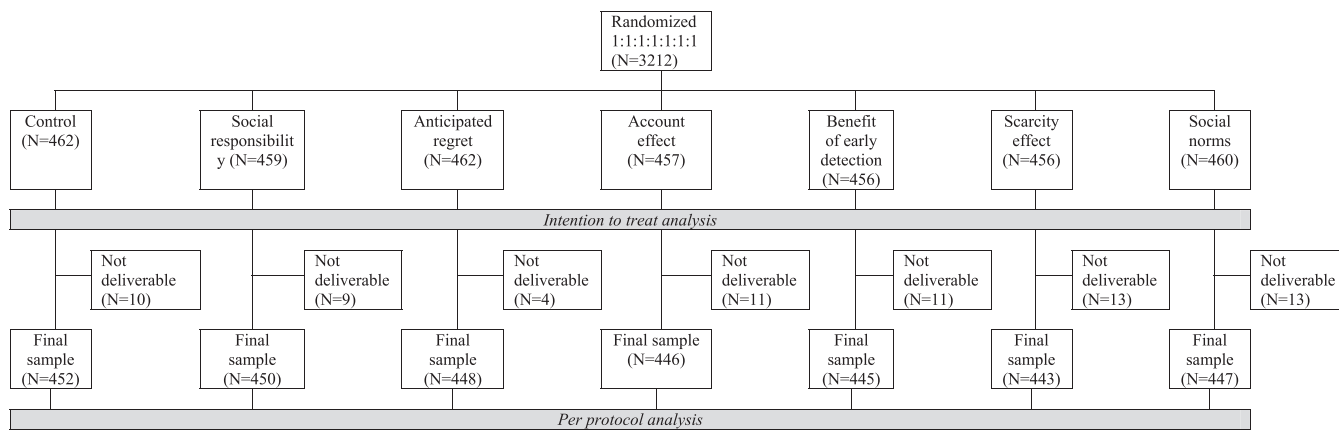 Randomized
1:1:1:1:1:1:1
(N=3212)
Control
(N=462)
Social
responsibilit
y (N=459)
Anticipated
regret
(N=462)
Account
effect
(N=457)
Benefit
of early
detection
(N=456)
Scarcity
effect
(N=456)
Social
norms
(N=460)
Intention to treat analysis
Not
deliverable
(N=10)
Not
deliverable
(N=9)
Not
deliverable
(N=4)
Not
deliverable
(N=11)
Not
deliverable
(N=11)
Not
deliverable
(N=13)
Not
deliverable
(N=13)
Final
sample
(N=452)
Final
sample
(N=450)
Final
sample
(N=448)
Final sample
(N=446)
Final
sample
(N=445)
Final
sample
(N=443)
Final
sample
(N=447)
Per protocol analysis